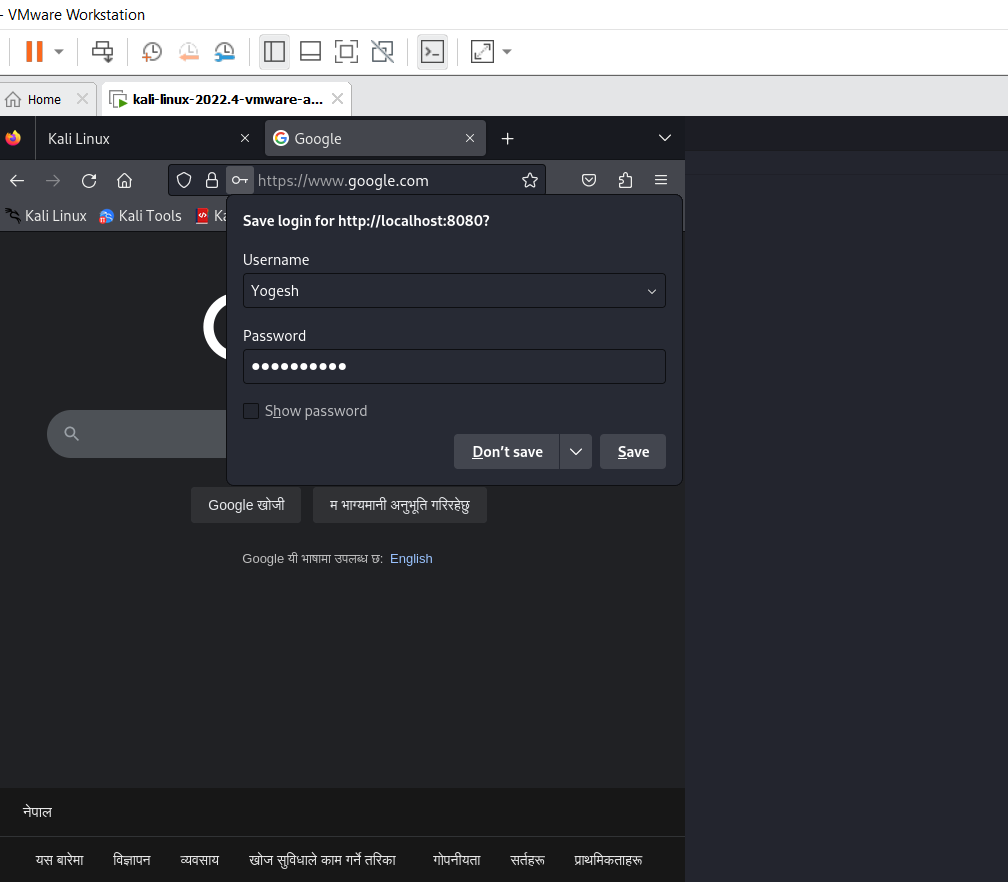 - VMware Workstation
Home
kali-linux-2022.4-vmware-a...
Kali Linux
Google
https://www.google.com
Kali Linux Kali Tools Ka
Save login for http://localhost:8080?
Username
Yogesh
Password
Show password
Don't save Save
Google खोजी म भाग्यमानी अनुभूति गरिरहेछु
Google यी भाषामा उपलब्ध छ: English
नेपाल
यस बारेमा विज्ञापन व्यवसाय खोज सुविधाले काम गर्ने तरिका गोपनीयता सर्तहरू प्राथमिकताहरू